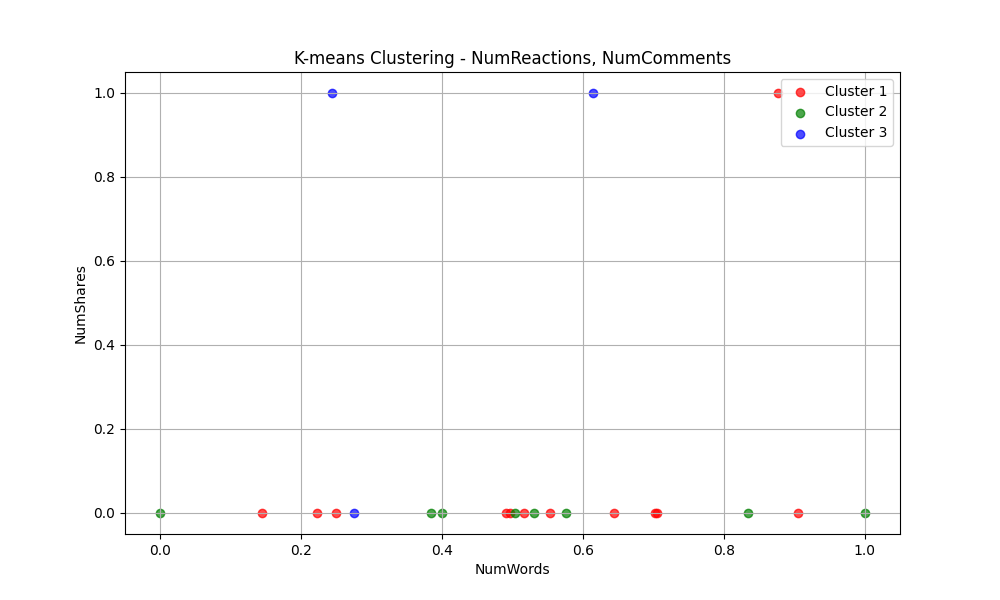 K-means Clustering - NumReactions, NumComments
1.0
0.8
0.6
0.4
0.2
0.0
NumShares
Cluster 1
Cluster 2
Cluster 3
0.0 0.2 0.4 0.6 0.8 1.0
NumWords